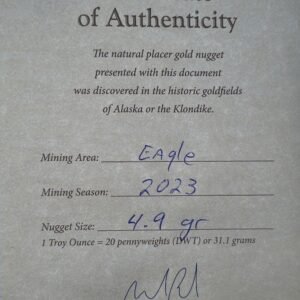 of Authenticity
The natural placer gold nugget
presented with this document
was discovered in the historic goldfields
of Alaska or the Klondike.
Mining Area: EAgle
Mining Season: 2023
Nugget Size: 4.9 gr
1 Troy Ounce = 20 pennyweights (DWT) or 31.1 grams